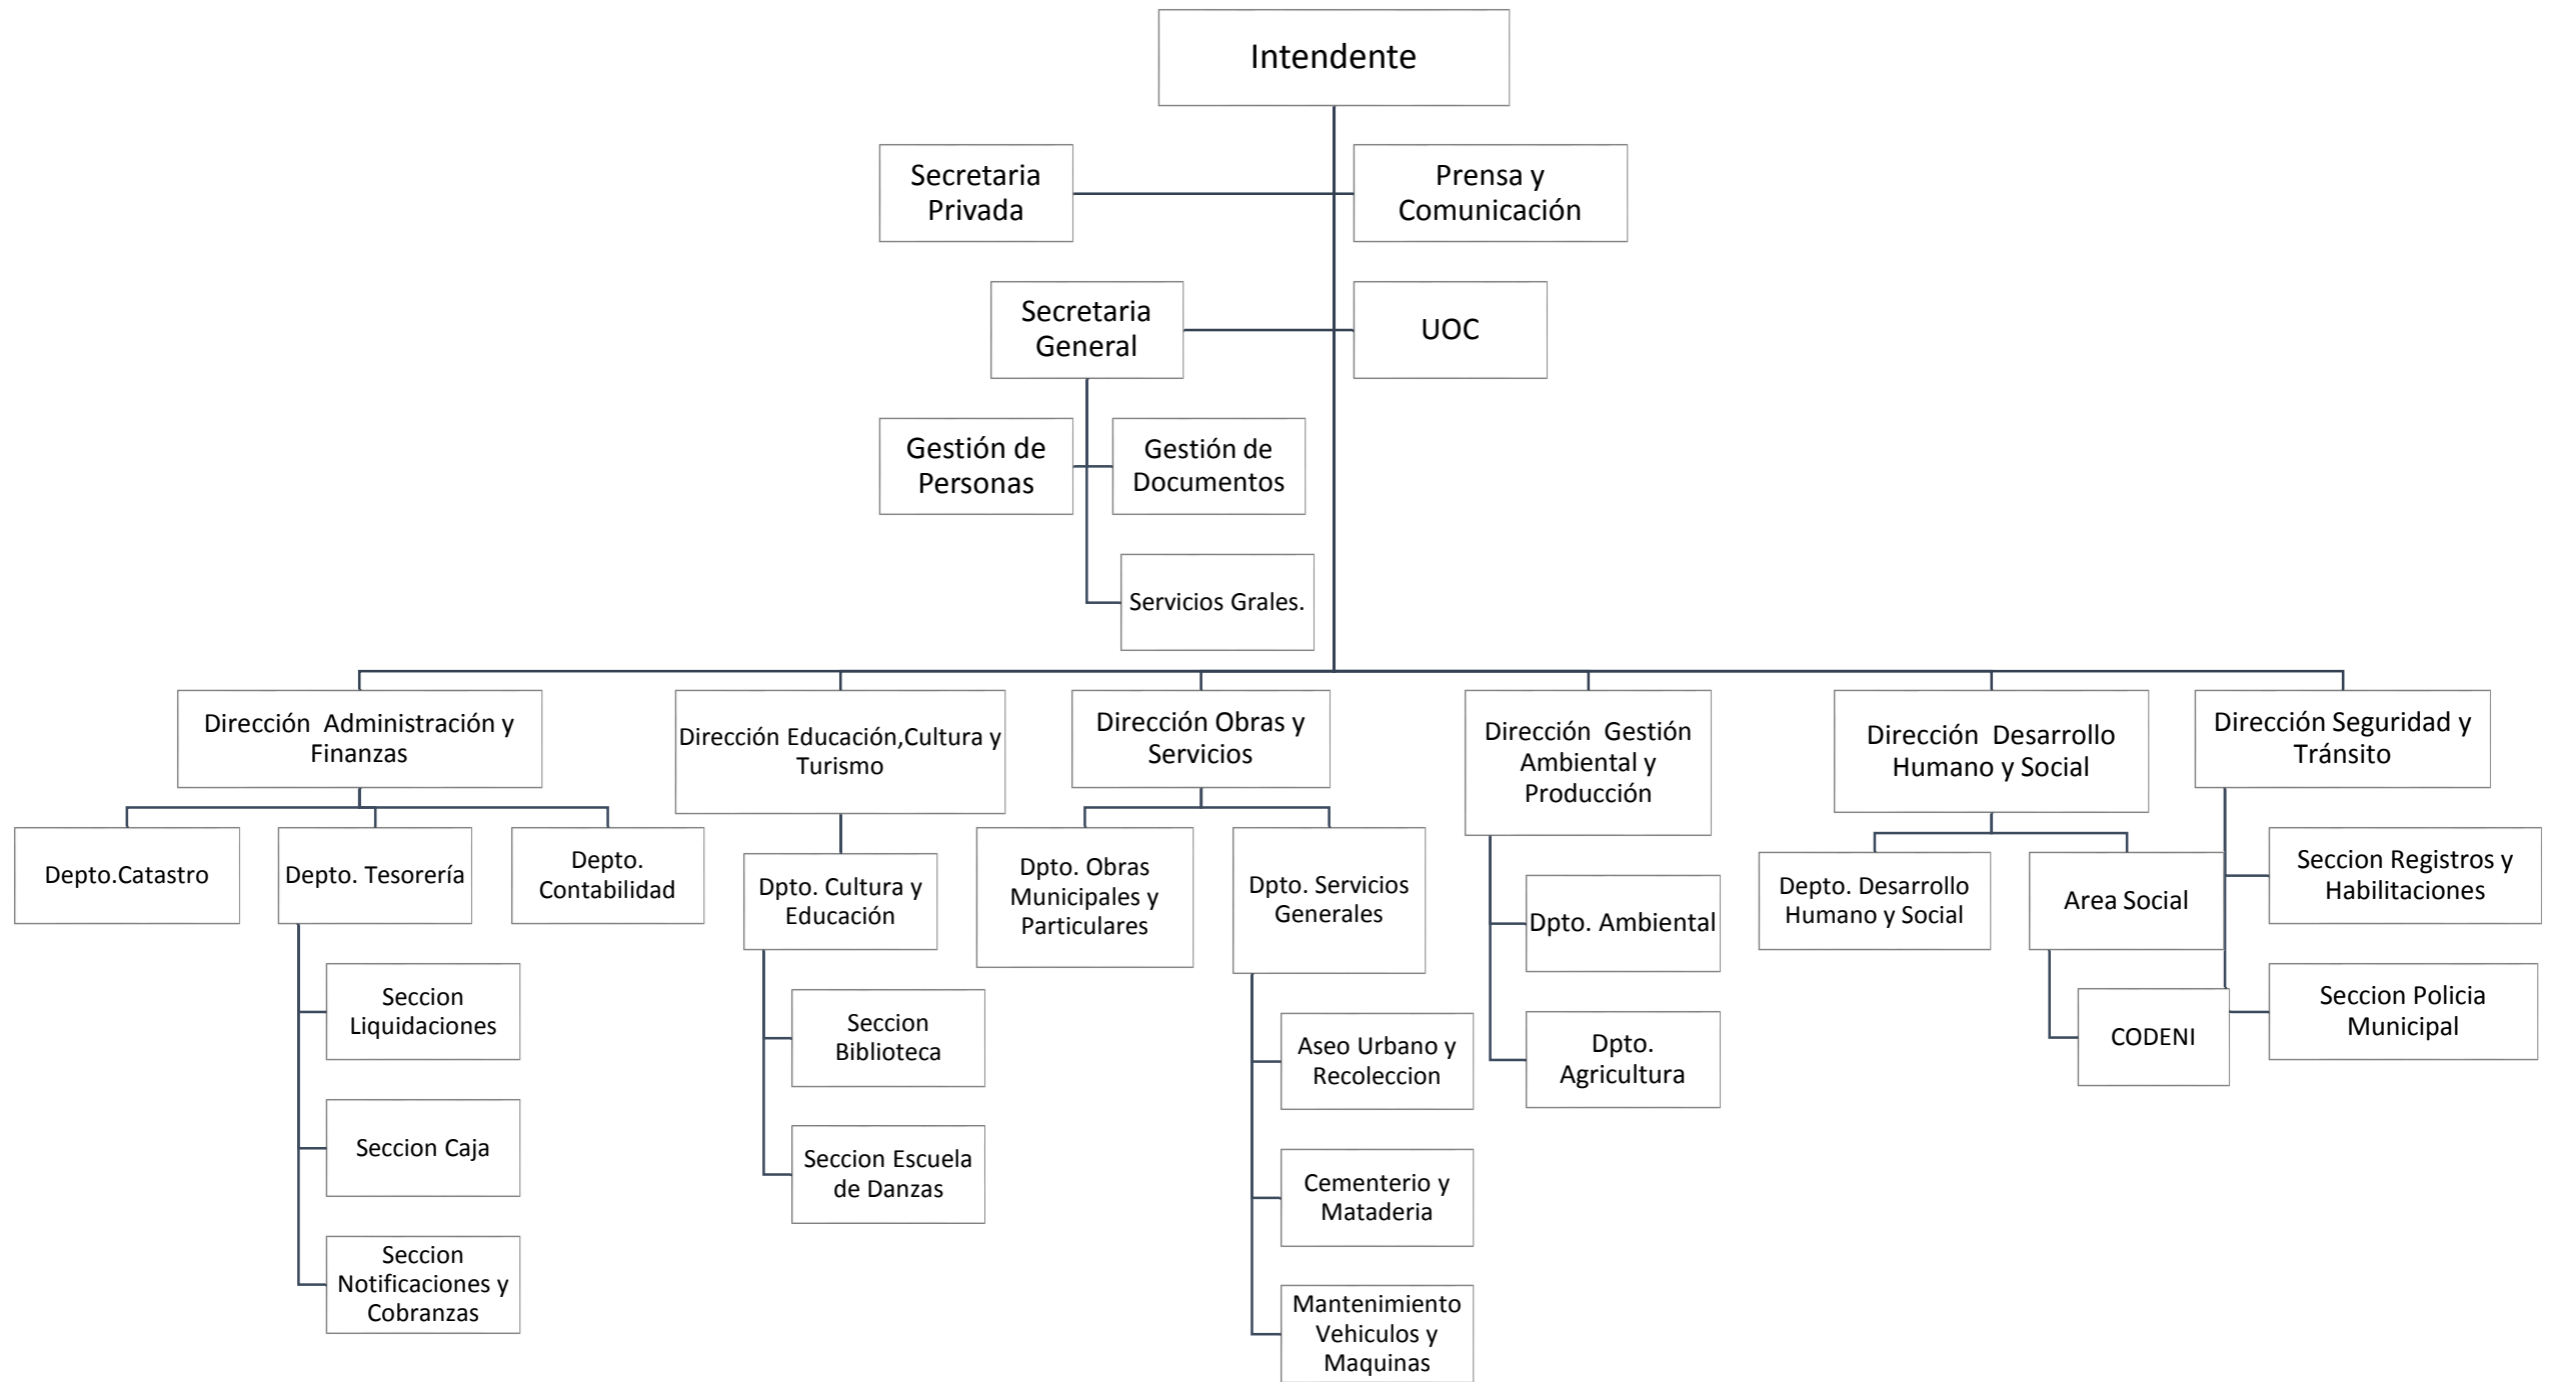 Intendente
Secretaria
Privada
Prensa y
Comunicación
Secretaria
General
UOC
Gestión de
Personas
Gestión de
Documentos
Servicios Grales.
Dirección  Administración y
Finanzas
Dirección Educación,Cultura y
Turismo
Dirección Obras y
Servicios
Dirección  Gestión
Ambiental y
Producción
Dirección  Desarrollo
Humano y Social
Dirección Seguridad y
Tránsito
Depto.Catastro
Depto. Tesorería
Depto.
Contabilidad
Seccion
Liquidaciones
Seccion Caja
Seccion
Notificaciones y
Cobranzas
Dpto. Cultura y
Educación
Seccion
Biblioteca
Seccion Escuela
de Danzas
Dpto. Obras
Municipales y
Particulares
Dpto. Servicios
Generales
Aseo Urbano y
Recoleccion
Cementerio y
Mataderia
Mantenimiento
Vehiculos y
Maquinas
Dpto. Ambiental
Dpto.
Agricultura
Depto. Desarrollo
Humano y Social
Area Social
CODENI
Seccion Registros y
Habilitaciones
Seccion Policia
Municipal